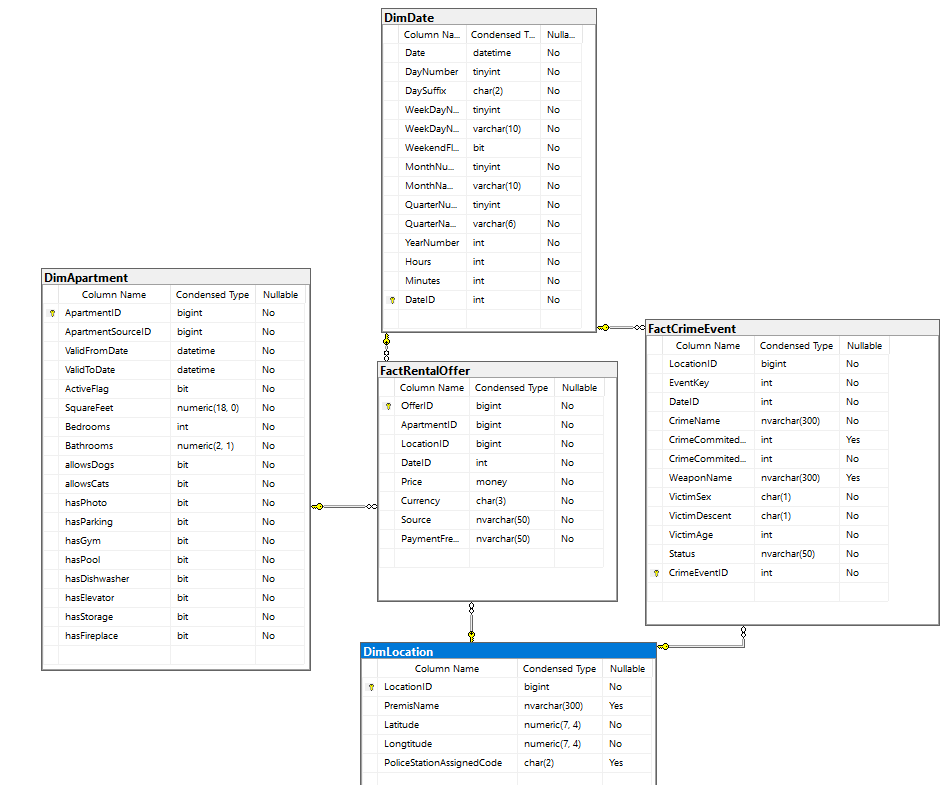 DimDate
Column Na... Condensed T... Nulla...
Date datetime No
DayNumber tinyint No
DaySuffix char(2) No
WeekDayN... tinyint No
WeekDayN... varchar(10) No
WeekendFl... bit No
MonthNu... tinyint No
MonthNa... varchar(10) No
QuarterNu... tinyint No
QuarterNa... varchar(6) No
YearNumber int No
Hours int No
Minutes int No
DateID int No
DimApartment
Column Name Condensed Type Nullable
ApartmentID bigint No
ApartmentSourceID bigint No
ValidFromDate datetime No
ValidToDate datetime No
ActiveFlag bit No
SquareFeet numeric(18, 0) No
Bedrooms int No
Bathrooms numeric(2, 1) No
allowsDogs bit No
allowsCats bit No
hasPhoto bit No
hasParking bit No
hasGym bit No
hasPool bit No
hasDishwasher bit No
hasElevator bit No
hasStorage bit No
hasFireplace bit No
FactRentalOffer
Column Name Condensed Type Nullable
OfferID bigint No
ApartmentID bigint No
LocationID bigint No
DateID int No
Price money No
Currency char(3) No
Source nvarchar(50) No
PaymentFre... nvarchar(50) No
FactCrimeEvent
Column Name Condensed Type Nullable
LocationID bigint No
EventKey int No
DateID int No
CrimeName nvarchar(300) No
CrimeCommited... int Yes
CrimeCommited... int No
WeaponName nvarchar(300) Yes
VictimSex char(1) No
VictimDescent char(1) No
VictimAge int No
Status nvarchar(50) No
CrimeEventID int No
DimLocation
Column Name Condensed Type Nullable
LocationID bigint No
PremisName nvarchar(300) Yes
Latitude numeric(7, 4) No
Longtitude numeric(7, 4) No
PoliceStationAssignedCode char(2) Yes